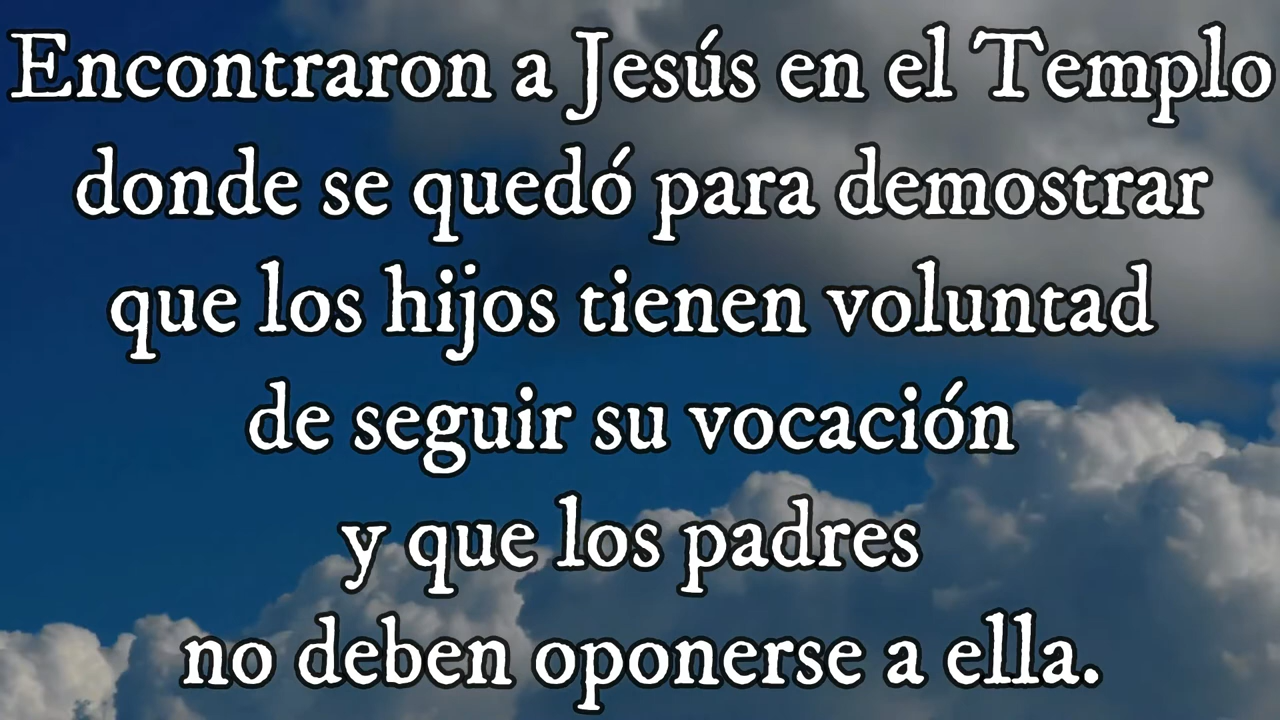 Encontraron a Jesús en el Templo
donde se quedó para demostrar
que los hijos tienen voluntad
de seguir su vocación
y que los padres
no deben oponerse a ella.